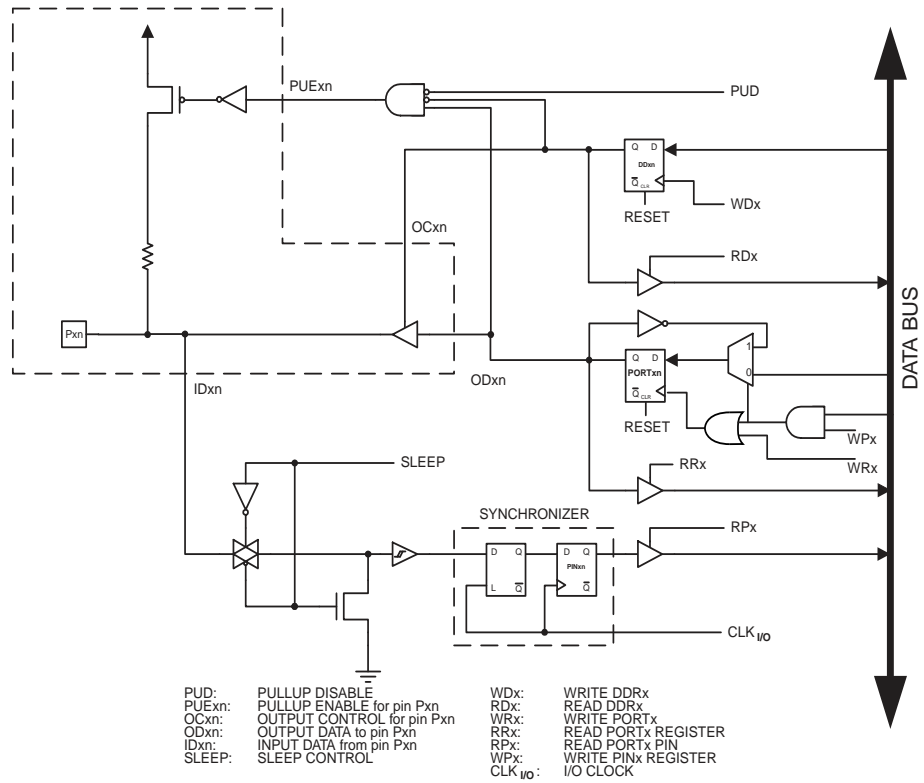 PUExn
PUD
Q D
DDxn
Q CLR
WDx
RESET
OCxn
RDx
Pxn
1
Q D
PORTxn
0
ODxn
IDxn
Q CLR
RESET
WPx
WRx
SLEEP
RRx
SYNCHRONIZER
RPx
D Q
D Q
PINxn
L Q
Q
CLK I/O
DATA BUS
PUD: PULLUP DISABLE
PUExn: PULLUP ENABLE for pin Pxn
OCxn: OUTPUT CONTROL for pin Pxn
ODxn: OUTPUT DATA to pin Pxn
IDxn: INPUT DATA from pin Pxn
SLEEP: SLEEP CONTROL
WDx: WRITE DDRx
RDx: READ DDRx
WRx: WRITE PORTx
RRx: READ PORTx REGISTER
RPx: READ PORTx PIN
WPx: WRITE PINx REGISTER
CLK I/O : I/O CLOCK